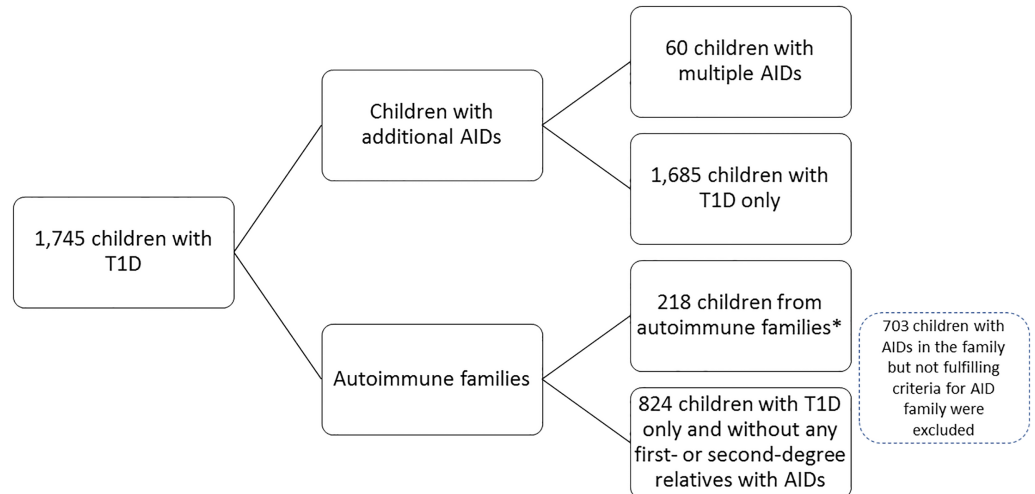 60 children with
multiple AIDs
Children with
additional AIDs
1,685 children with
T1D only
1,745 children with
T1D
218 children from
autoimmune families*
703 children with
AIDs in the family
but not fulfilling
criteria for AID
family were
excluded
Autoimmune families
824 children with T1D
only and without any
first- or second-degree
relatives with AIDs